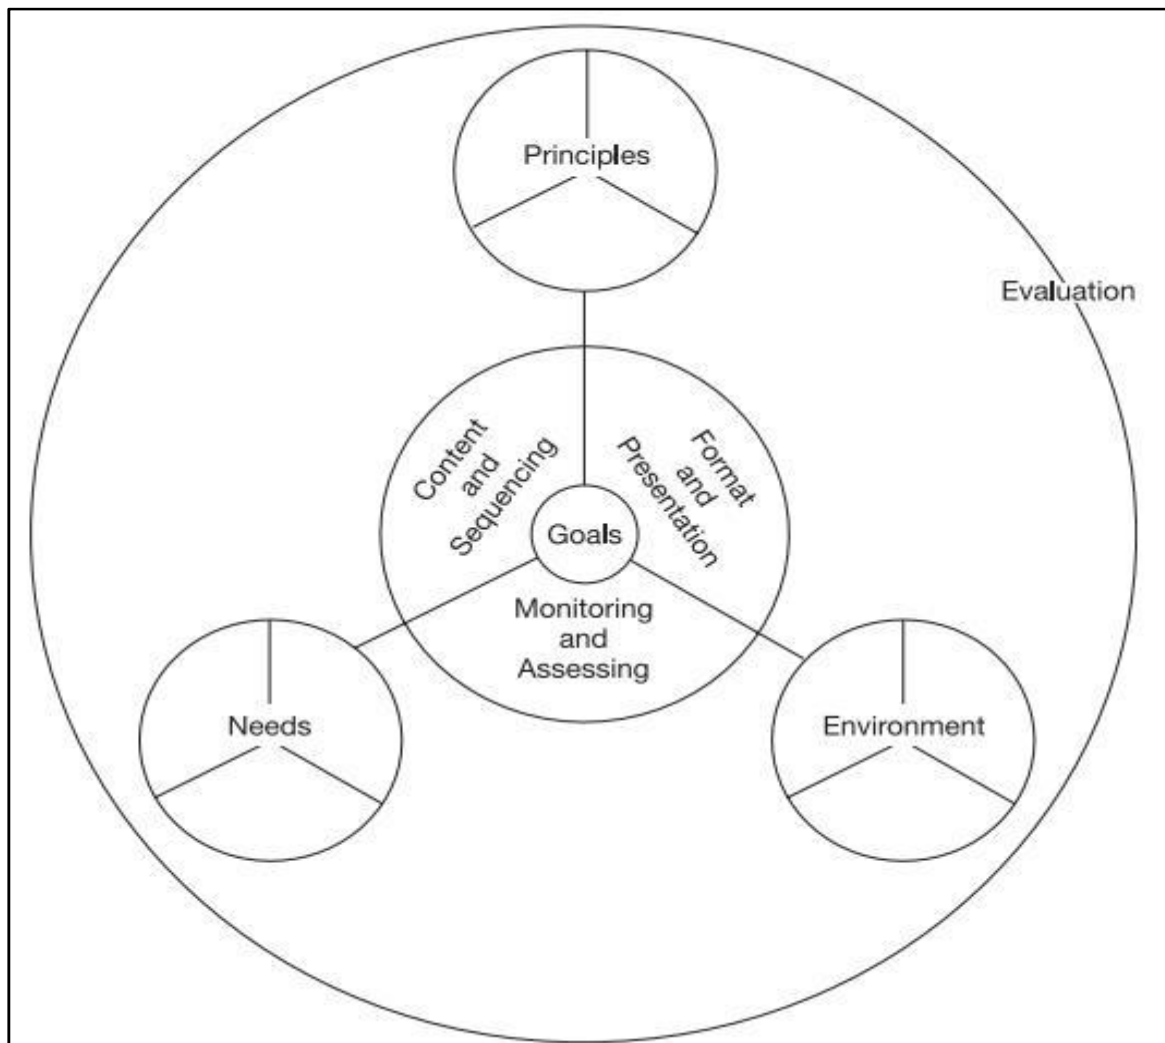 Principles
Evaluation
Content
and
Sequencing
Format
and
Presentation
Goals
Monitoring
and
Assessing
Needs
Environment